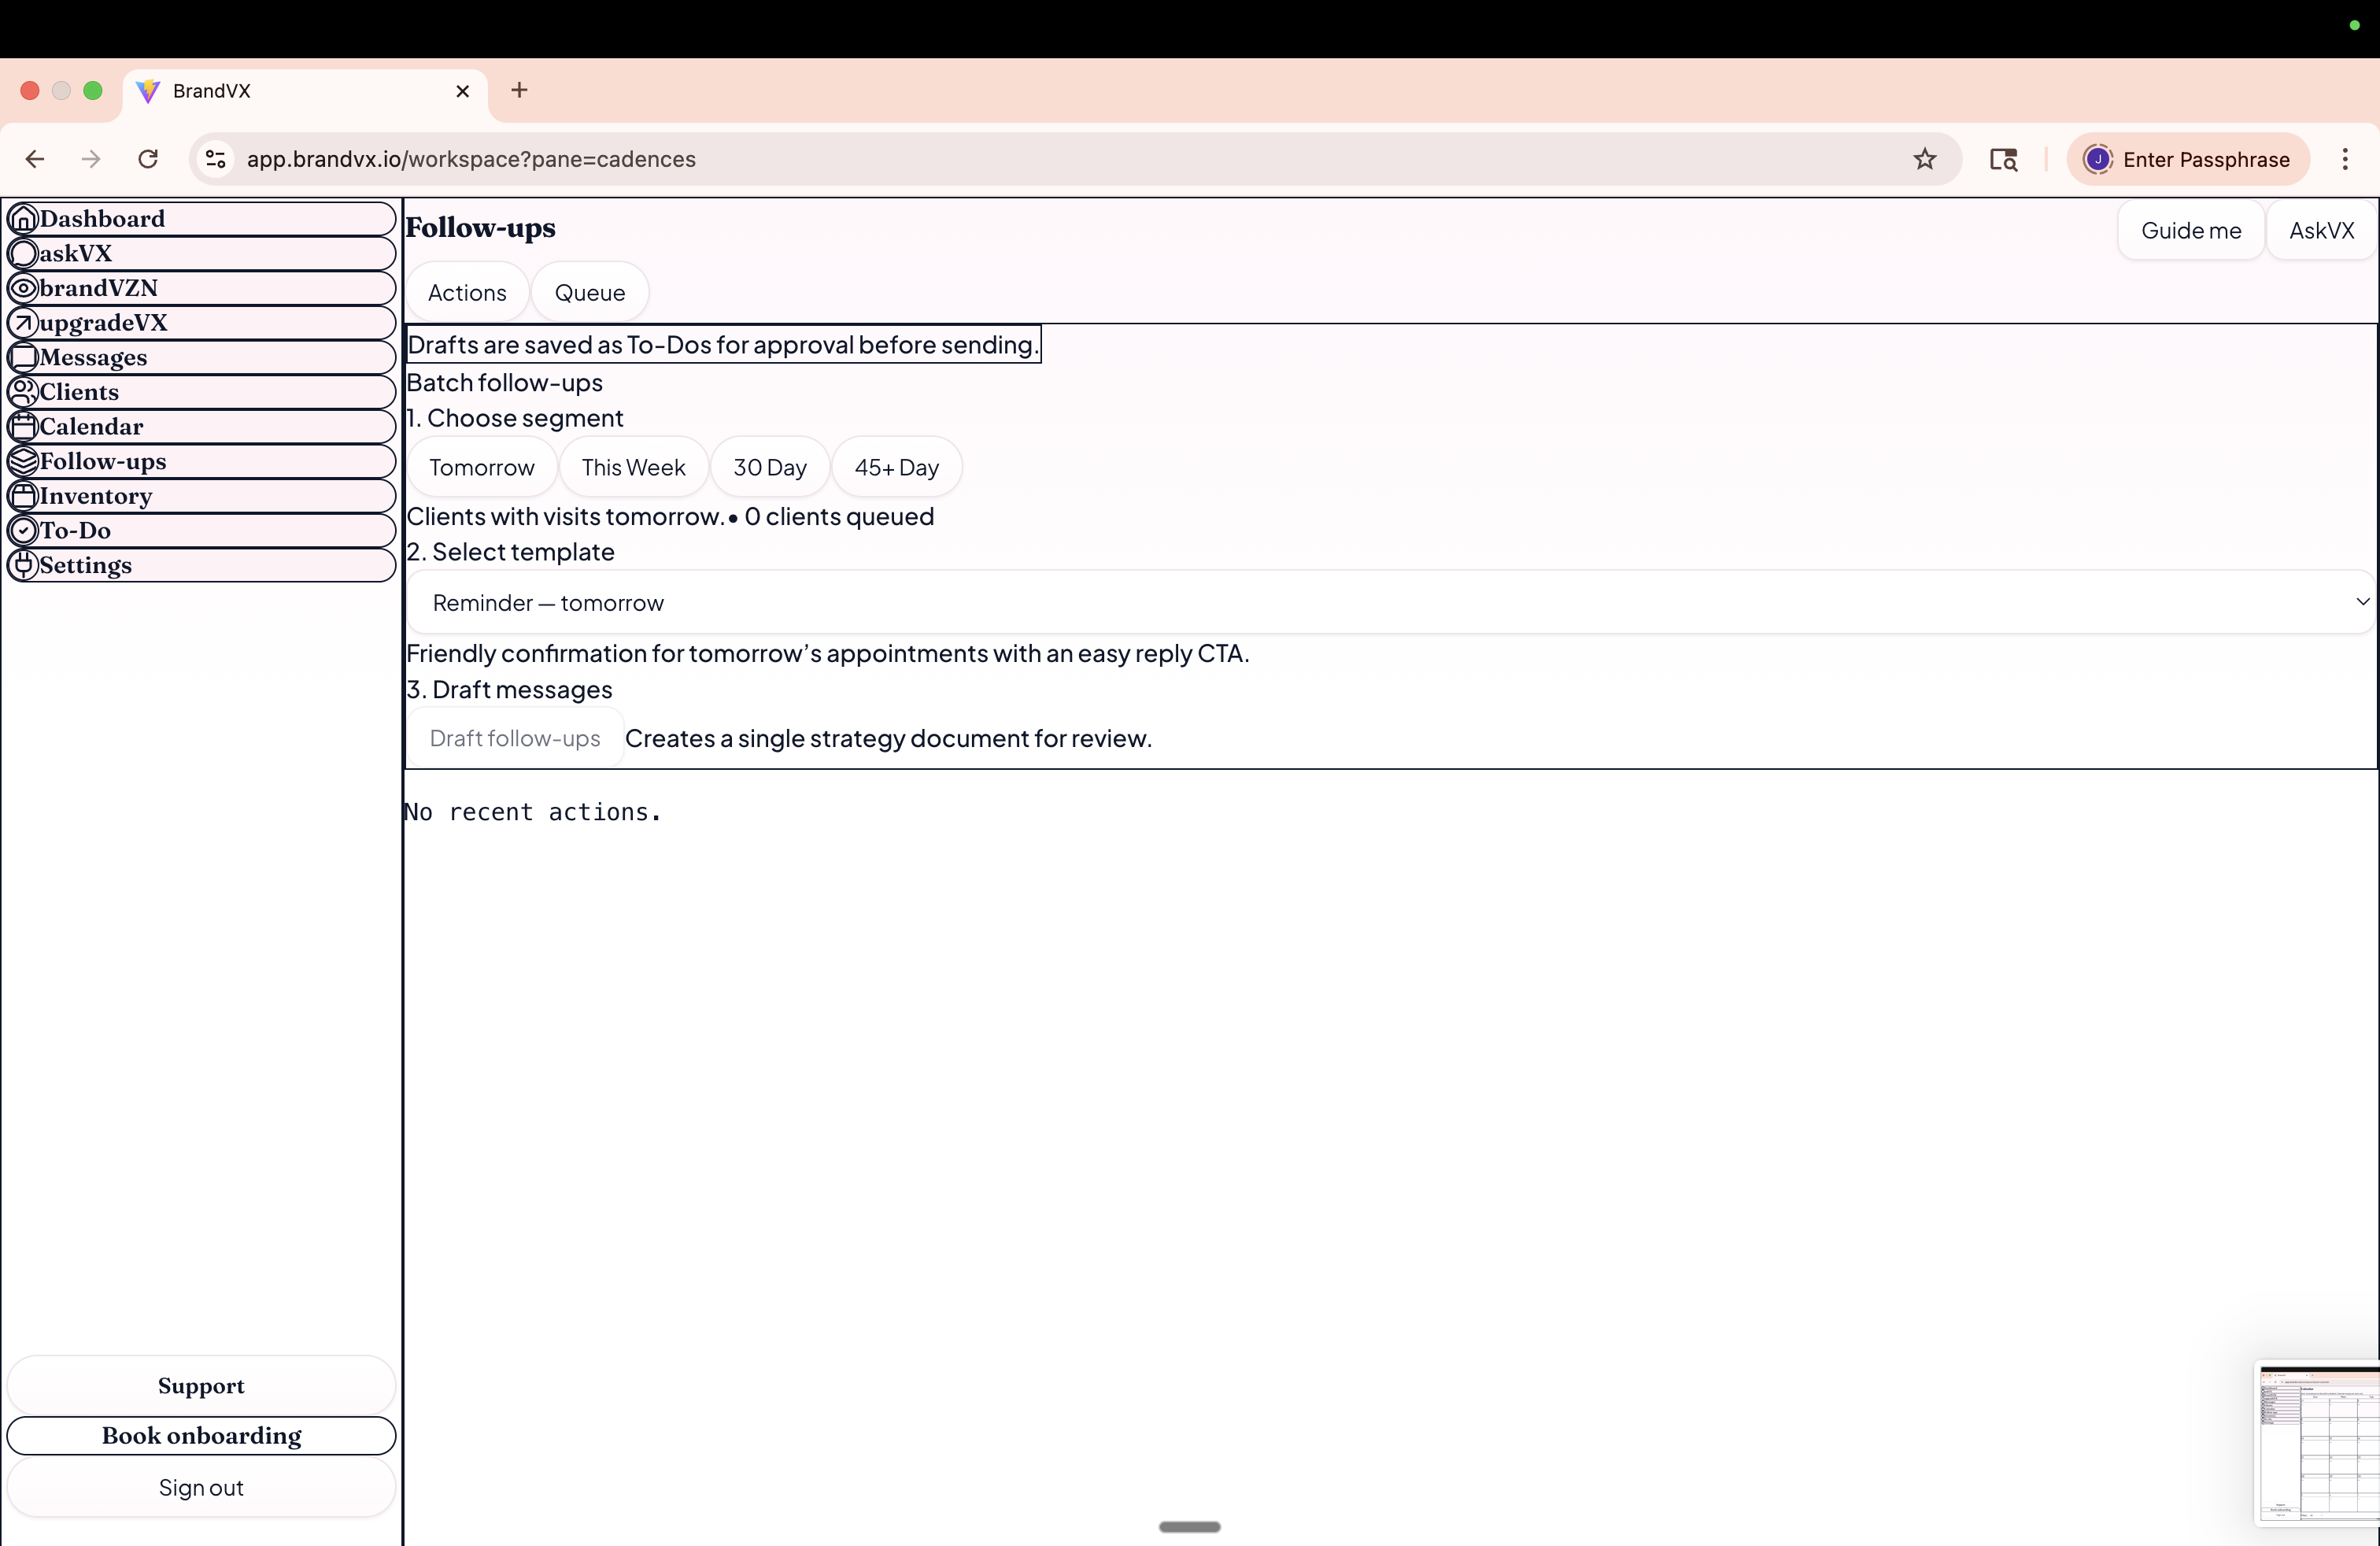 BrandVX
app.brandvx.io/workspace?pane=cadences
J Enter Passphrase
Dashboard
askVX
brandVZN
upgradeVX
Messages
Clients
Calendar
Follow-ups
Inventory
To-Do
Settings
Support
Book onboarding
Sign out
Follow-ups
Guide me AskVX
Actions Queue
Drafts are saved as To-Dos for approval before sending.
Batch follow-ups
1. Choose segment
Tomorrow This Week 30 Day 45+ Day
Clients with visits tomorrow.• 0 clients queued
2. Select template
Reminder — tomorrow
Friendly confirmation for tomorrow’s appointments with an easy reply CTA.
3. Draft messages
Draft follow-ups Creates a single strategy document for review.
No recent actions.